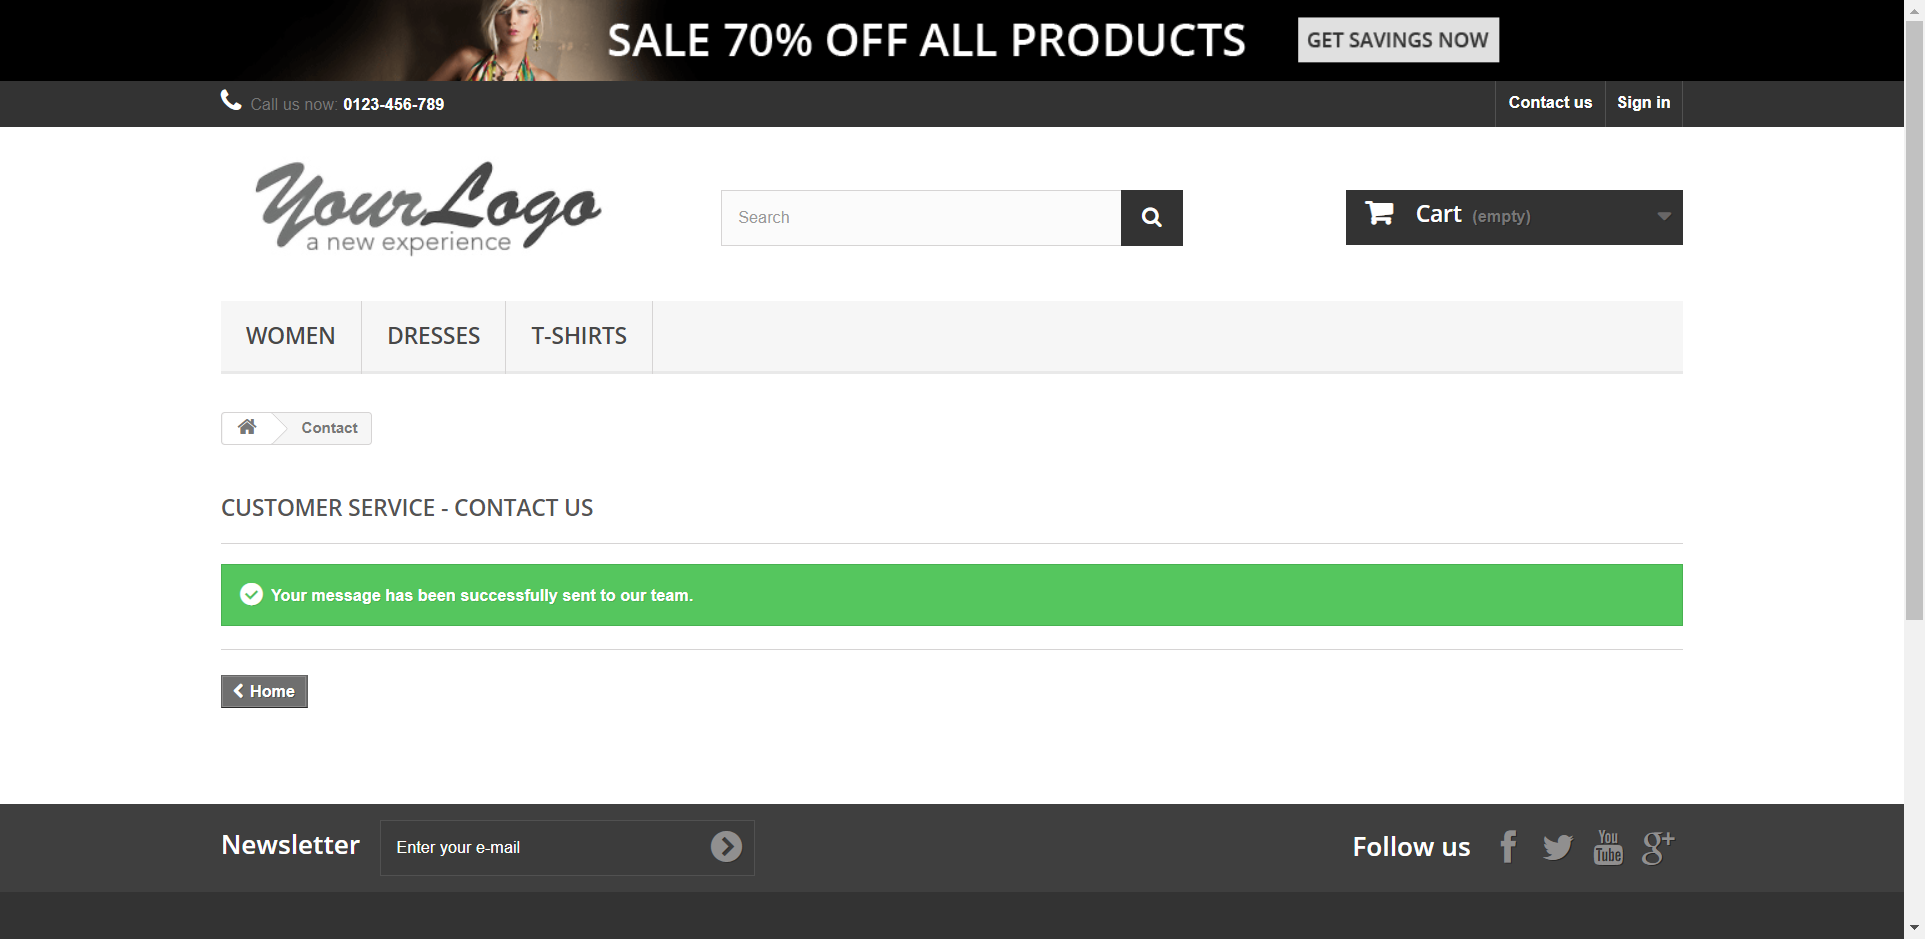 SALE 70% OFF ALL PRODUCTS
GET SAVINGS NOW
Call us now: 0123-456-789
Contact us
Sign in
Your Logo
a new experience
Search
Cart (empty)
WOMEN
DRESSES
T-SHIRTS
Contact
CUSTOMER SERVICE - CONTACT US
Your message has been successfully sent to our team.
Home
Newsletter
Enter your e-mail
Follow us
You
Tube
g+